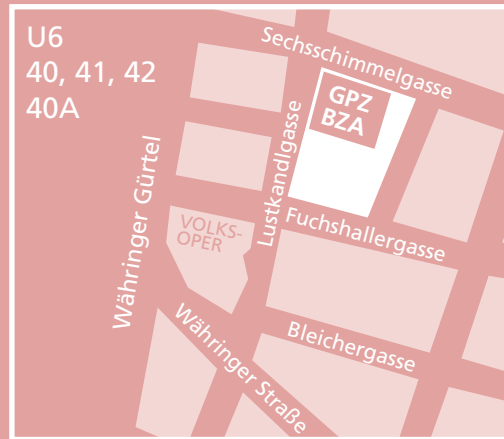 U6
40, 41, 42
40A
Sechsschimmelgasse
GPZ
BZA
Lustkandlgasse
Währinger Gürtel
VOLKS-
OPER
Fuchshallergasse
Währinger Straße
Bleichergasse